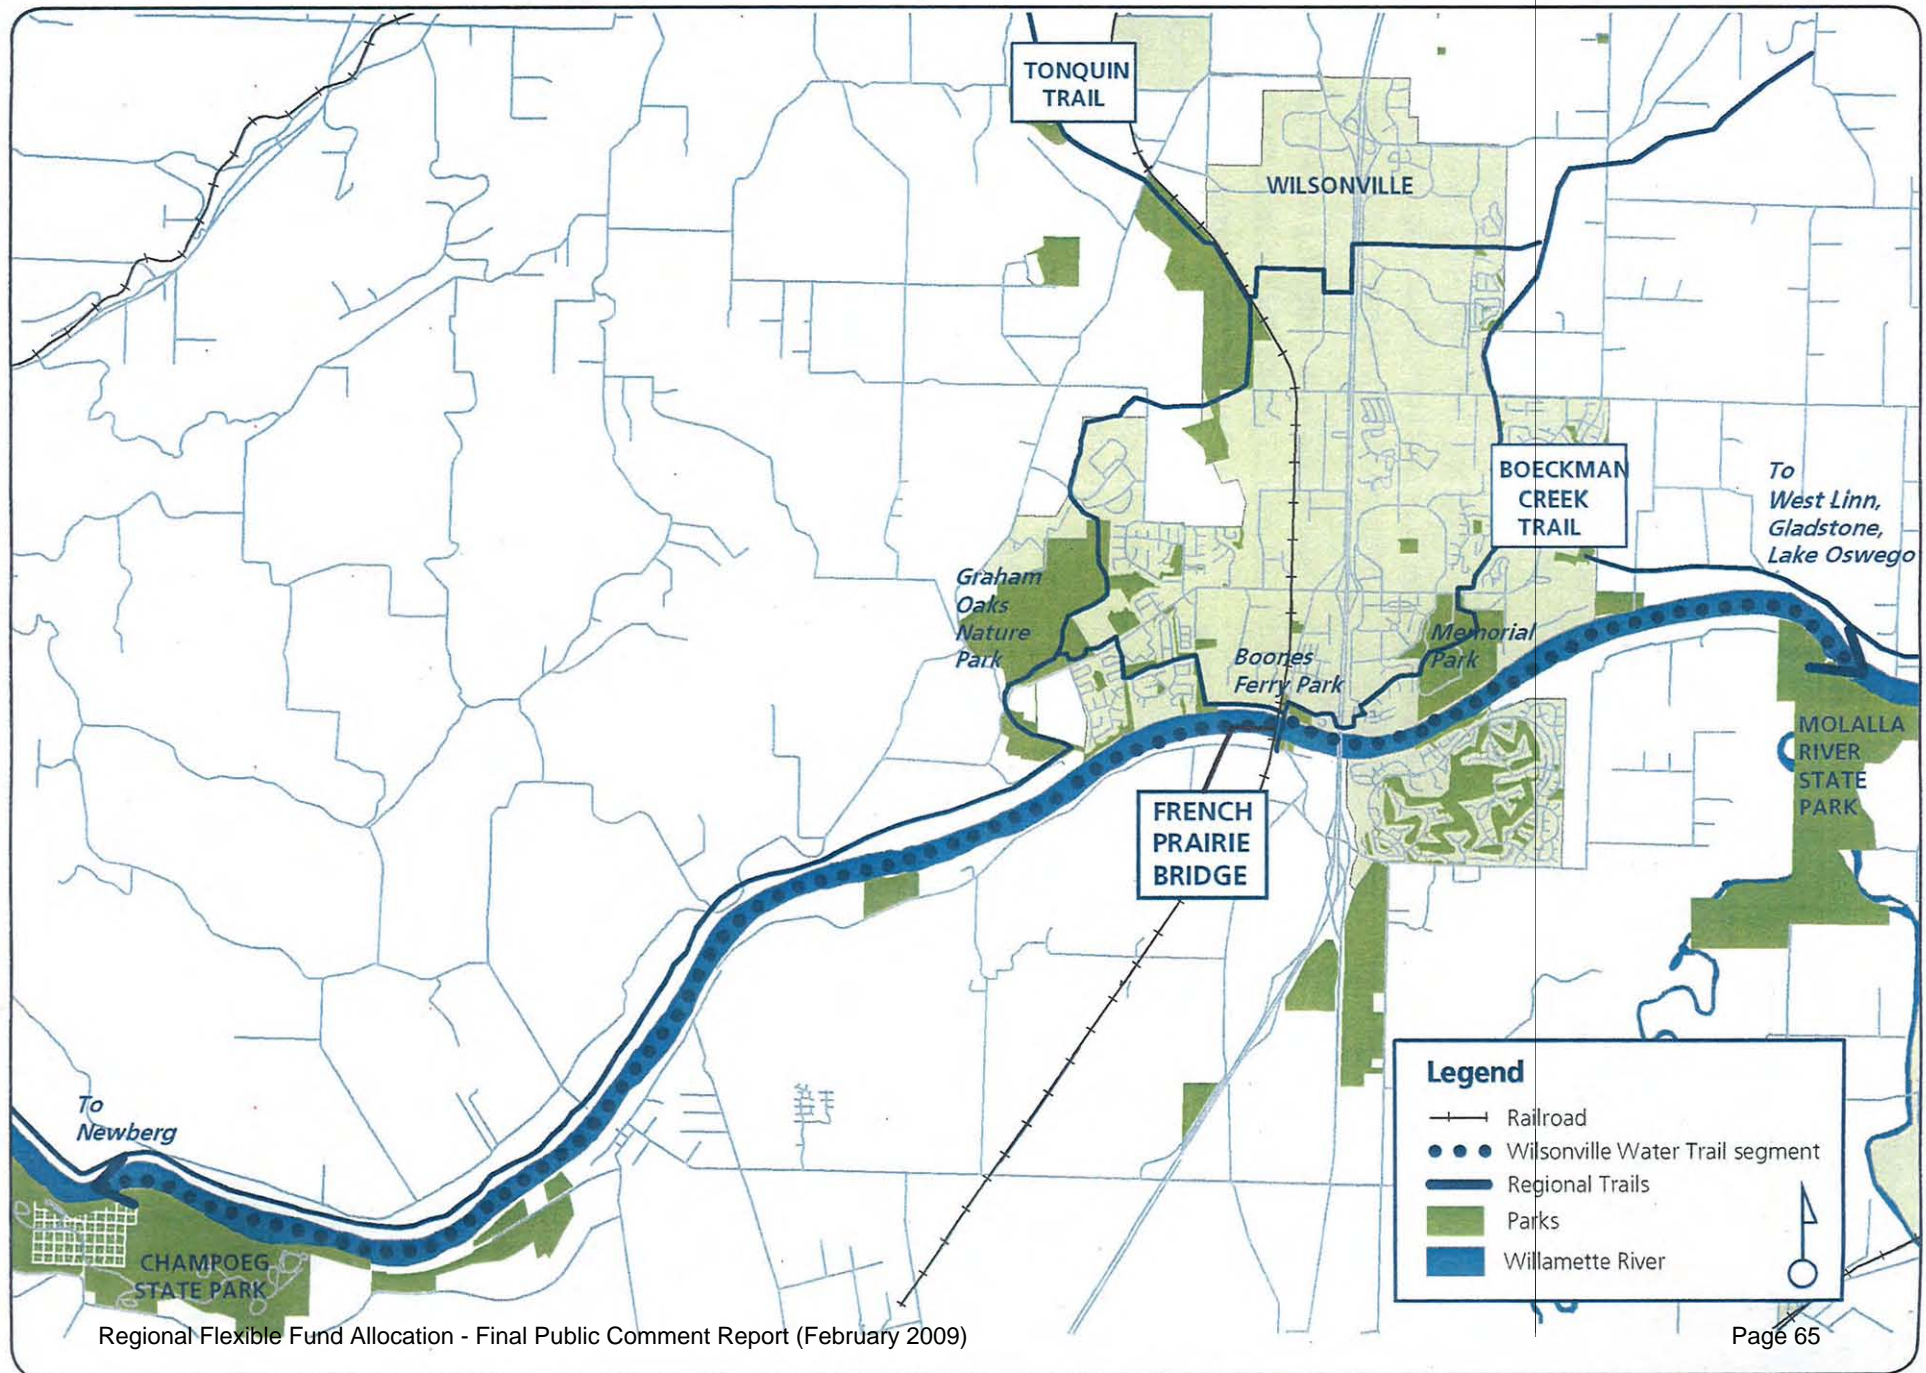 TONQUIN
TRAIL
WILSONVILLE
BOECKMAN
CREEK
TRAIL
To
West Linn,
Gladstone,
Lake Oswego
Graham
Oaks
Nature
Park
Memorial
Park
Boones
Ferry Park
MOLALLA
RIVER
STATE
PARK
FRENCH
PRAIRIE
BRIDGE
To
Newberg
CHAMPOEG
STATE PARK
Legend
Railroad
Wilsonville Water Trail segment
Regional Trails
Parks
Willamette River
Regional Flexible Fund Allocation - Final Public Comment Report (February 2009)
Page 65